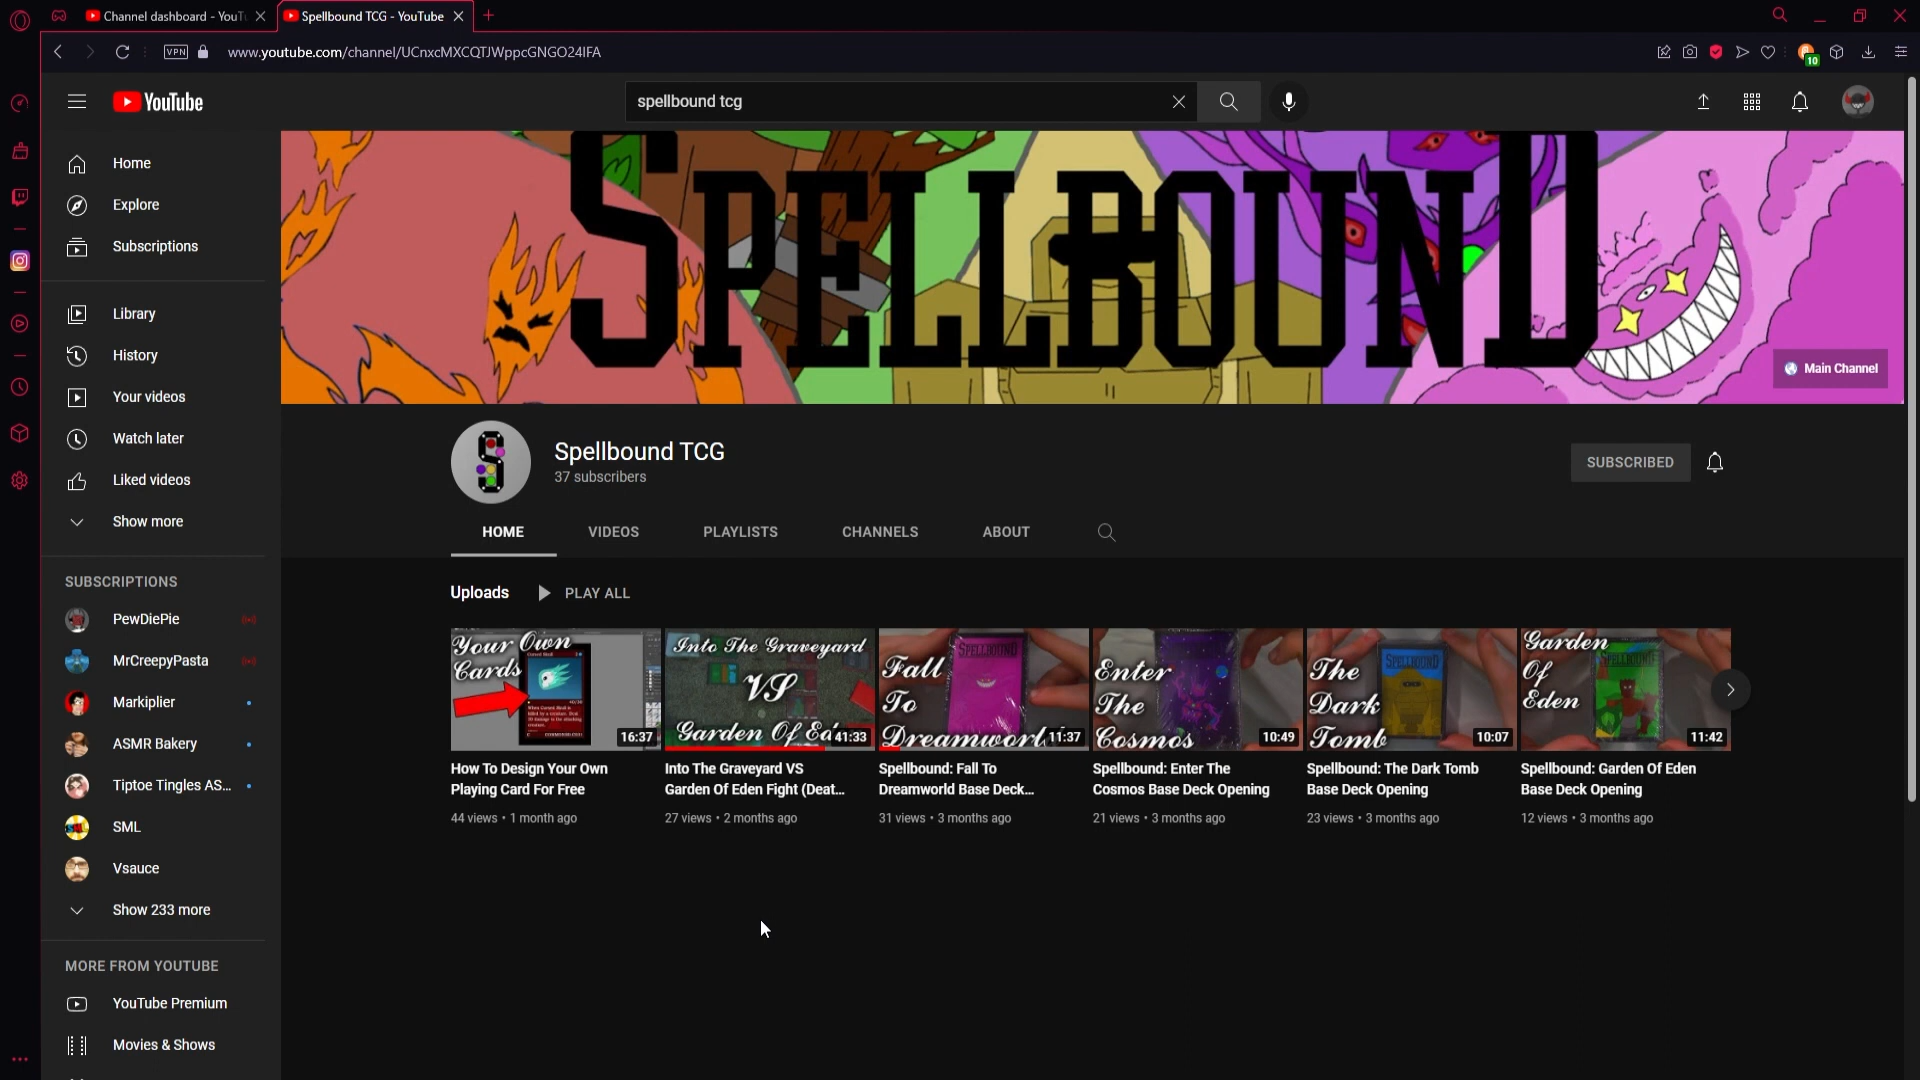 Channel dashboard - YouT
Spellbound TCG - YouTube
VPN
www.youtube.com/channel/UCnxcMXCQTJWppcGNGO24IFA
10
YouTube
spellbound tcg
Home
Explore
Subscriptions
Library
History
Your videos
Watch later
Liked videos
Show more
SUBSCRIPTIONS
PewDiePie
MrCreepyPasta
Markiplier
ASMR Bakery
Tiptoe Tingles AS...
SML
Vsauce
Show 233 more
MORE FROM YOUTUBE
YouTube Premium
Movies & Shows
SPELLBOUND
Main Channel
Spellbound TCG
37 subscribers
SUBSCRIBED
HOME
VIDEOS
PLAYLISTS
CHANNELS
ABOUT
Uploads
PLAY ALL
Your Own
Cards
16:37
How To Design Your Own
Playing Card For Free
44 views • 1 month ago
Into The Graveyard
VS
Garden Of Ed
41:33
Into The Graveyard VS
Garden Of Eden Fight (Deat...
27 views • 2 months ago
SPELLBOUND
Fall
To
Dreamworl
11:37
Spellbound: Fall To
Dreamworld Base Deck...
31 views • 3 months ago
Enter
The
Cosmos
10:49
Spellbound: Enter The
Cosmos Base Deck Opening
21 views • 3 months ago
SPELLBOUND
The
Dark
Tomb
10:07
Spellbound: The Dark Tomb
Base Deck Opening
23 views • 3 months ago
Garden
Of
Eden
SPELLBOUND
11:42
Spellbound: Garden Of Eden
Base Deck Opening
12 views • 3 months ago